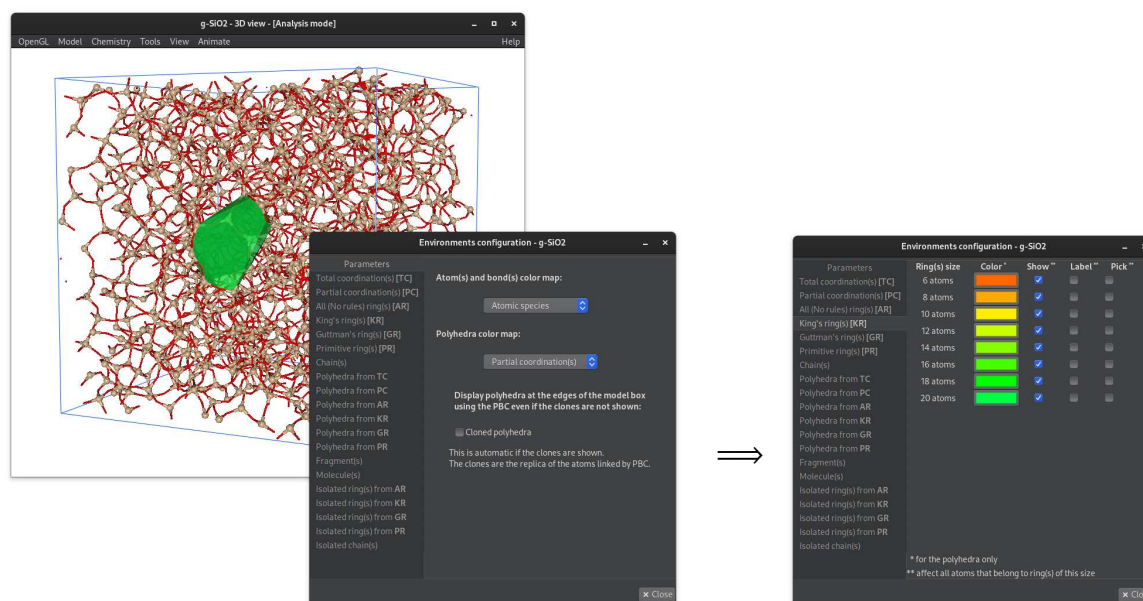 g-SiO2 - 3D view - [Analysis mode]
OpenGL Model Chemistry Tools View Animate Help
Environments configuration - g-SiO2
Parameters
Total coordination(s) [TC]
Partial coordination(s) [PC]
All (No rules) ring(s) [AR]
King's ring(s) [KR]
Guttman's ring(s) [GR]
Primitive ring(s) [PR]
Chain(s)
Polyhedra from TC
Polyhedra from PC
Polyhedra from AR
Polyhedra from KR
Polyhedra from GR
Polyhedra from PR
Fragment(s)
Molecule(s)
Isolated ring(s) from AR
Isolated ring(s) from KR
Isolated ring(s) from GR
Isolated ring(s) from PR
Isolated chain(s)
Atom(s) and bond(s) color map:
Atomic species
Polyhedra color map:
Partial coordination(s)
Display polyhedra at the edges of the model box
using the PBC even if the clones are not shown:
Cloned polyhedra
This is automatic if the clones are shown.
The clones are the replica of the atoms linked by PBC.
× Close
⟹
Environments configuration - g-SiO2
Parameters
Total coordination(s) [TC]
Partial coordination(s) [PC]
All (No rules) ring(s) [AR]
King's ring(s) [KR]
Guttman's ring(s) [GR]
Primitive ring(s) [PR]
Chain(s)
Polyhedra from TC
Polyhedra from PC
Polyhedra from AR
Polyhedra from KR
Polyhedra from GR
Polyhedra from PR
Fragment(s)
Molecule(s)
Isolated ring(s) from AR
Isolated ring(s) from KR
Isolated ring(s) from GR
Isolated ring(s) from PR
Isolated chain(s)
Ring(s) size Color * Show ** Label ** Pick **
6 atoms
8 atoms
10 atoms
12 atoms
14 atoms
16 atoms
18 atoms
20 atoms
* for the polyhedra only
** affect all atoms that belong to ring(s) of this size
× Clo